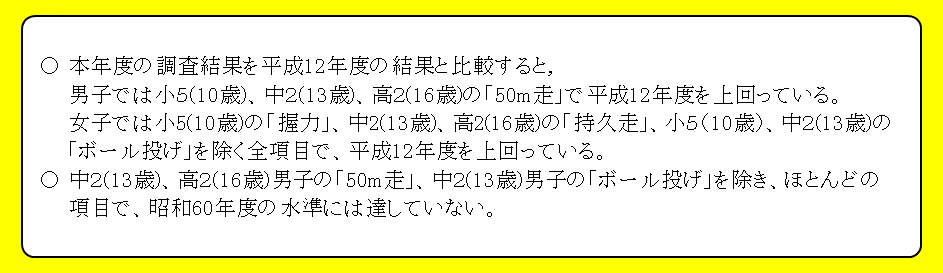 ○ 本年度の調査結果を平成12年度の結果と比較すると,
男子では小5(10歳)、中2(13歳)、高2(16歳)の「50m走」で平成12年度を上回っている。
女子では小5(10歳)の「握力」、中2(13歳)、高2(16歳)の「持久走」、小5(10歳)、中2(13歳)の
「ボール投げ」を除く全項目で、平成12年度を上回っている。
○ 中2(13歳)、高2(16歳)男子の「50m走」、中2(13歳)男子の「ボール投げ」を除き、ほとんどの
項目で、昭和60年度の水準には達していない。